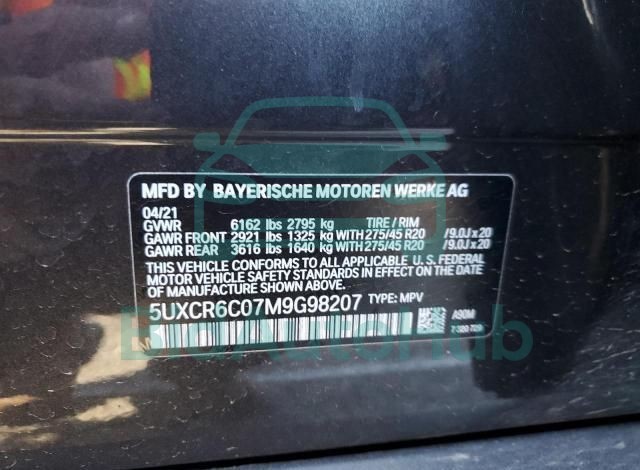 MFD BY BAYERISCHE MOTOREN WERKE AG
04/21
GVWR 6162 lbs 2795 kg TIRE / RIM
GAWR FRONT 2921 lbs 1325 kg WITH 275/45 R20 /9.0J x 20
GAWR REAR 3616 lbs 1640 kg WITH 275/45 R20 /9.0J x 20
THIS VEHICLE CONFORMS TO ALL APPLICABLE U. S. FEDERAL
MOTOR VEHICLE SAFETY STANDARDS IN EFFECT ON THE DATE OF
MANUFACTURE SHOWN ABOVE.
5UXCR6C07M9G98207 TYPE: MPV
A90M
BidAutoHub